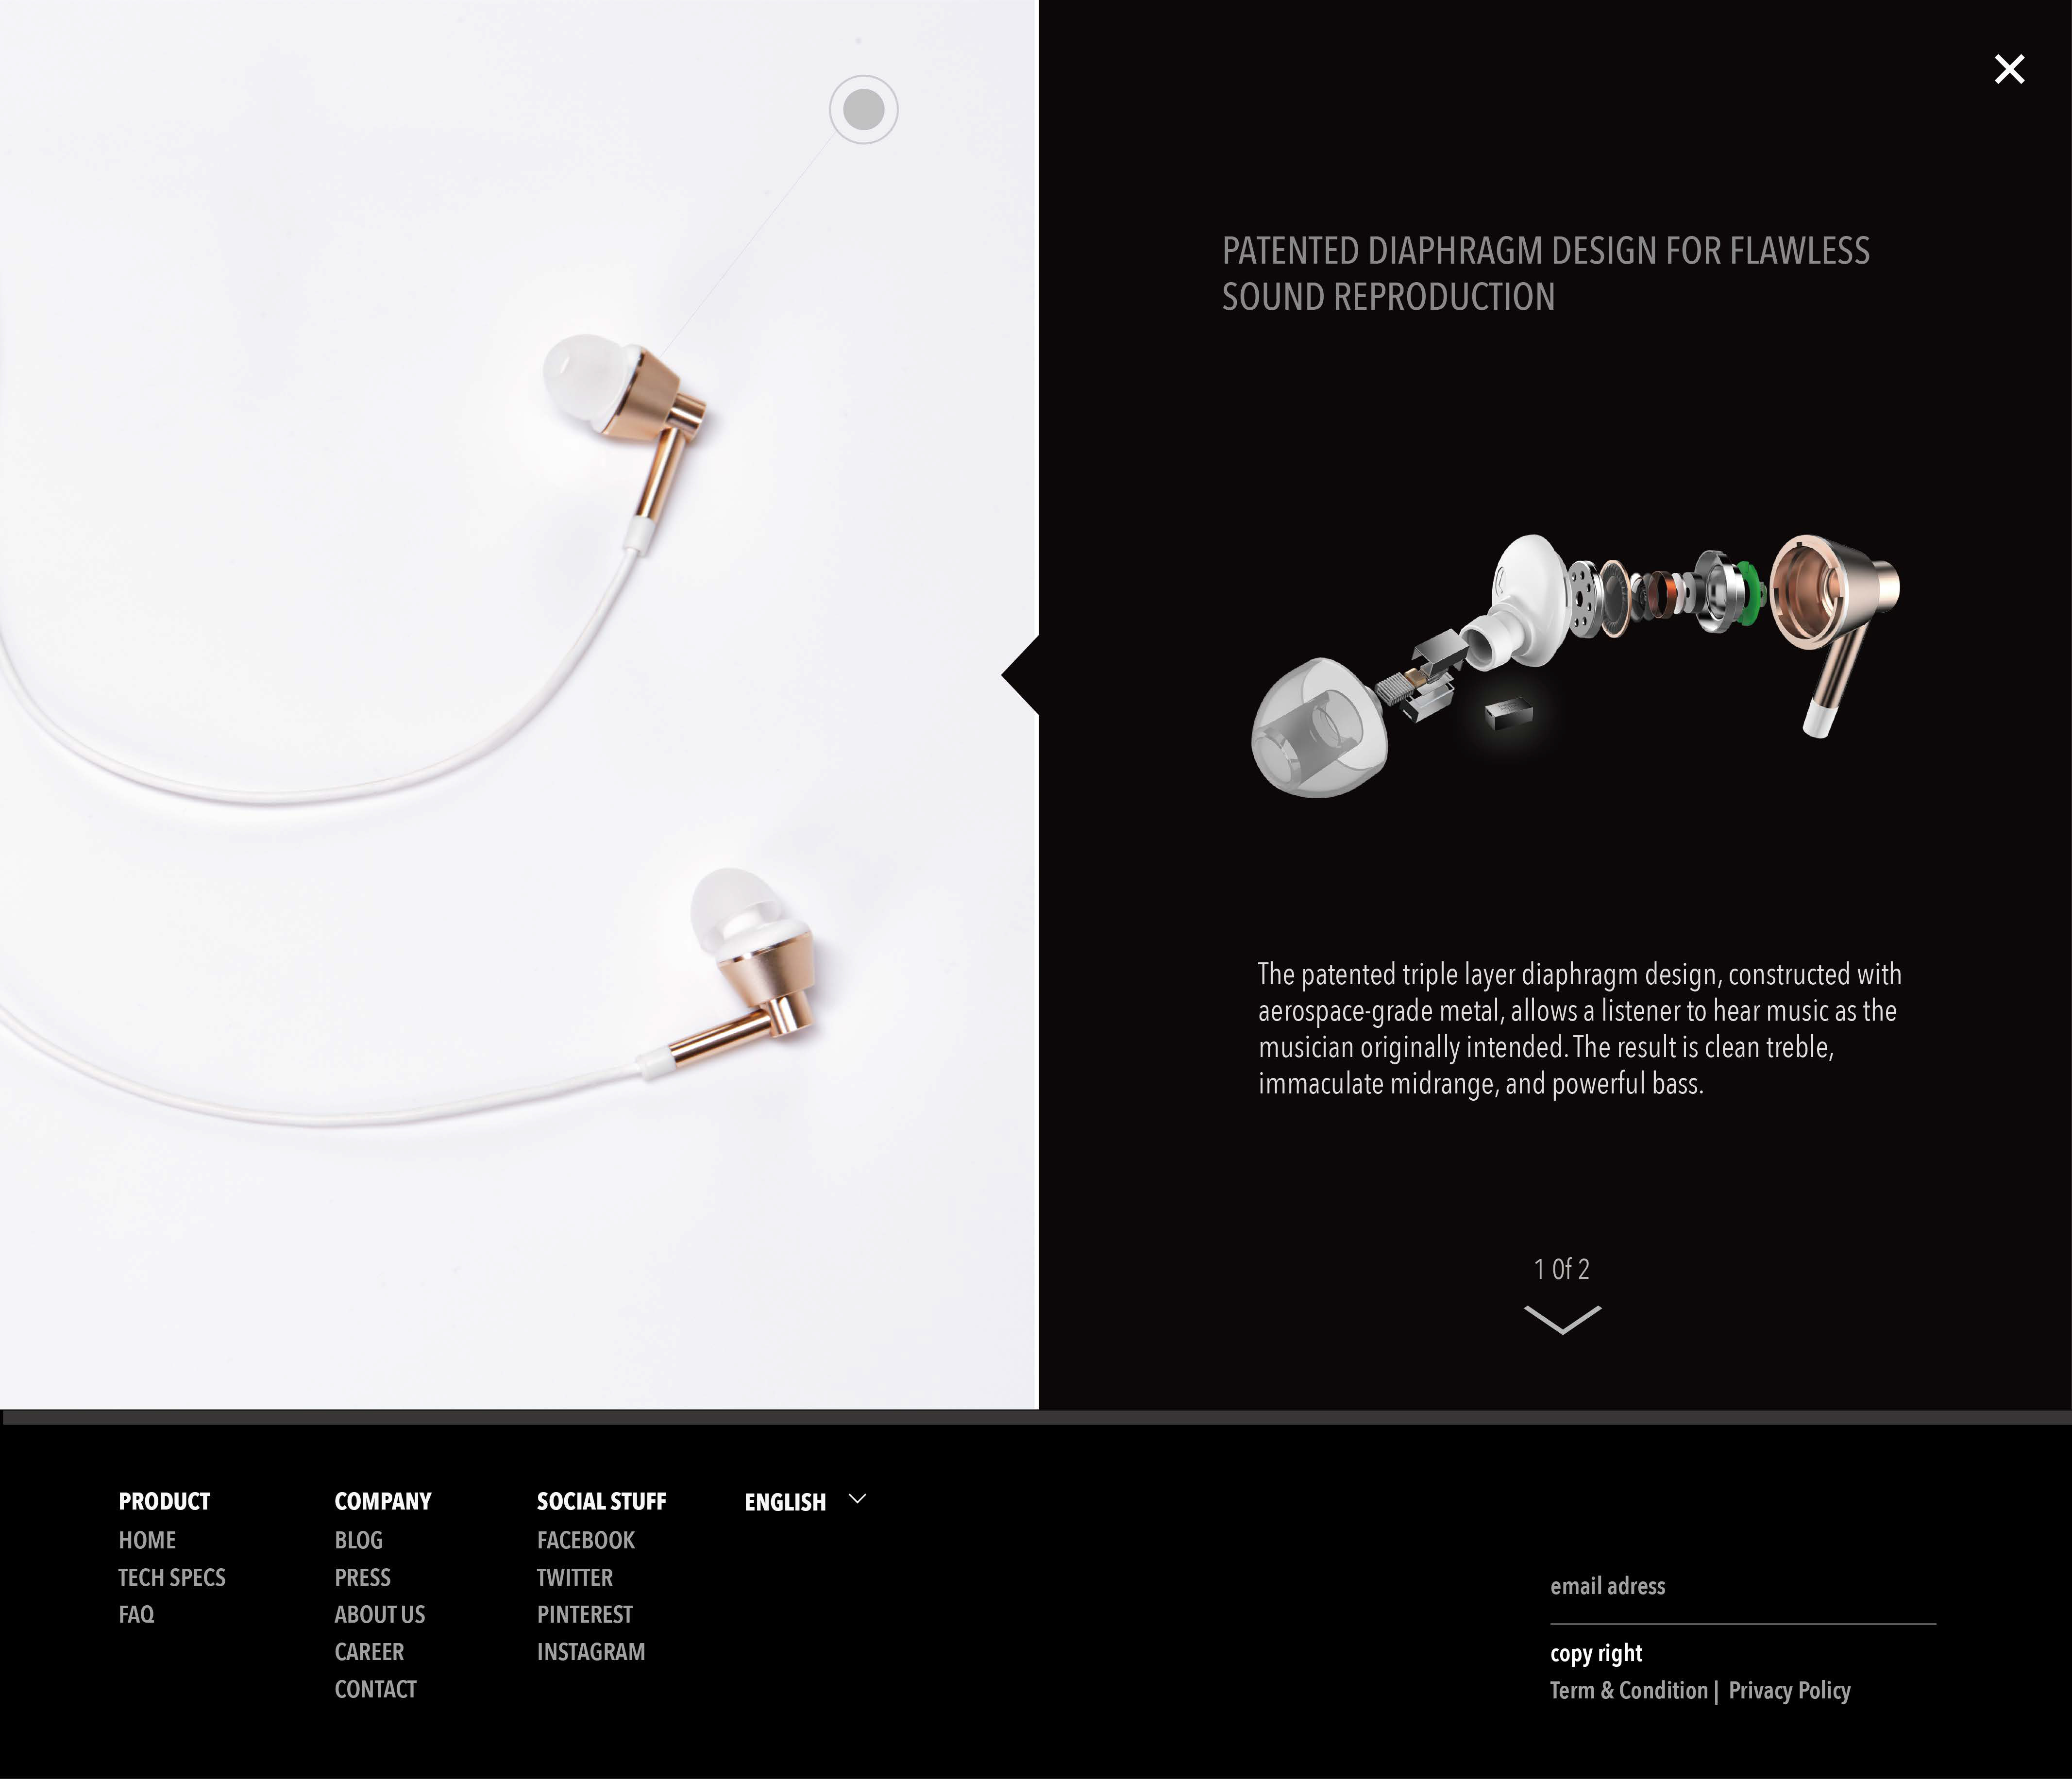 PATENTED DIAPHRAGM DESIGN FOR FLAWLESS
SOUND REPRODUCTION
The patented triple layer diaphragm design, constructed with
aerospace-grade metal, allows a listener to hear music as the
musician originally intended. The result is clean treble,
immaculate midrange, and powerful bass.
1 Of 2
PRODUCT
HOME
TECH SPECS
FAQ
COMPANY
BLOG
PRESS
ABOUT US
CAREER
CONTACT
SOCIAL STUFF
FACEBOOK
TWITTER
PINTEREST
INSTAGRAM
ENGLISH
email adress
copy right
Term & Condition | Privacy Policy